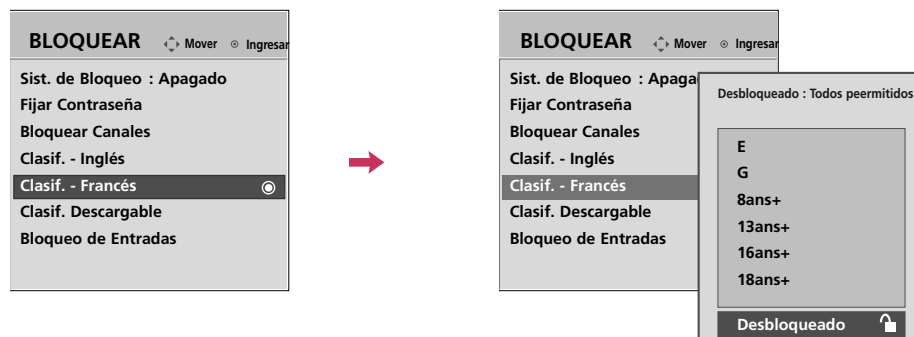 BLOQUEAR Mover Ingresar
Sist. de Bloqueo : Apagado
Fijar Contraseña
Bloquear Canales
Clasif. - Inglés
Clasif. - Francés
Clasif. Descargable
Bloqueo de Entradas
BLOQUEAR Mover Ingresar
Sist. de Bloqueo : Apaga
Fijar Contraseña
Bloquear Canales
Clasif. - Inglés
Clasif. - Francés
Clasif. Descargable
Bloqueo de Entradas
Desbloqueado : Todos peermitidos
E
G
8ans+
13ans+
16ans+
18ans+
Desbloqueado